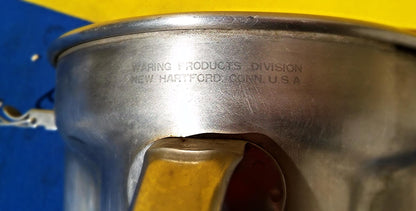 WARING PRODUCTS DIVISION
NEW HARTFORD, CONN. U.S.A